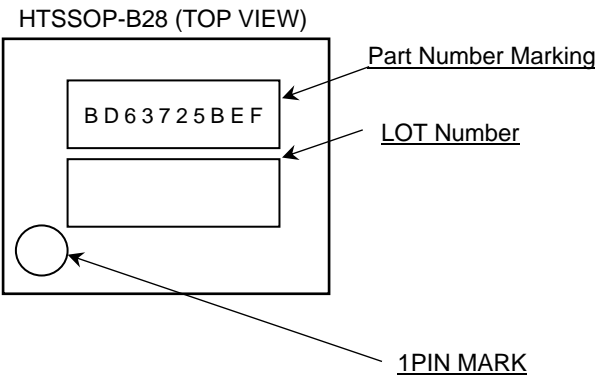 HTSSOP-B28 (TOP VIEW)
Part Number Marking
BD63725BEF
LOT Number
1PIN MARK